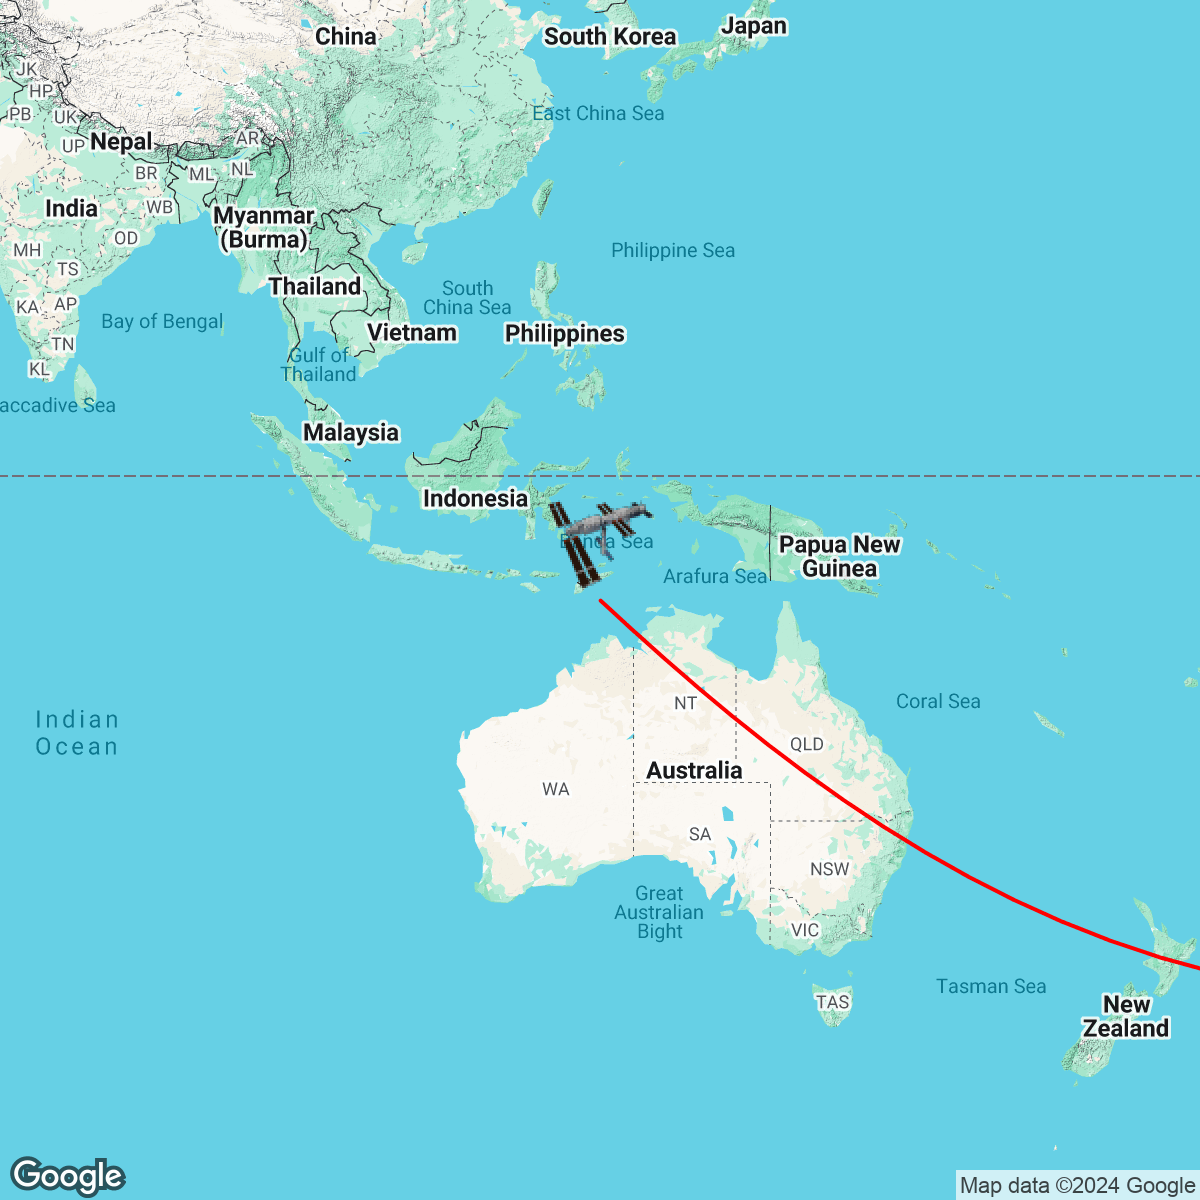 China
South Korea
Japan
JK
HP
PB
UK
East China Sea
UP
Nepal
AR
BR
ML
NL
India
WB
Myanmar
(Burma)
OD
MH
Philippine Sea
TS
Thailand
South
China Sea
KA
AP
Bay of Bengal
Vietnam
Philippines
TN
Gulf of
Thailand
KL
accadive Sea
Malaysia
Indonesia
Banda Sea
Papua New
Guinea
Arafura Sea
Indian
Ocean
NT
Coral Sea
QLD
Australia
WA
SA
NSW
Great
Australian
Bight
VIC
Tasman Sea
TAS
New
Zealand
Google
Map data ©2024 Google